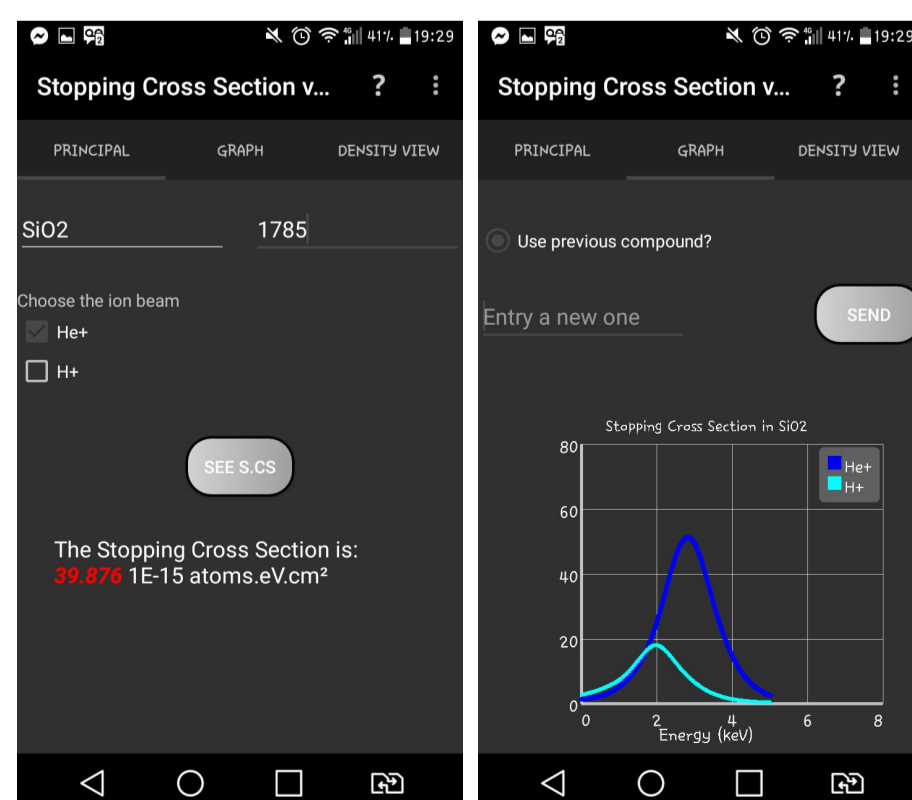 41% 19:29
Stopping Cross Section v... ?
PRINCIPAL GRAPH DENSITY VIEW
SiO2 1785
Choose the ion beam
He+
H+
SEE S.CS
The Stopping Cross Section is:
39.876 1E-15 atoms.eV.cm²
41% 19:29
Stopping Cross Section v... ?
PRINCIPAL GRAPH DENSITY VIEW
Use previous compound?
Entry a new one SEND
Stopping Cross Section in SiO2
80
He+
H+
60
40
20
0
0 2 4 6 8
Energy (keV)